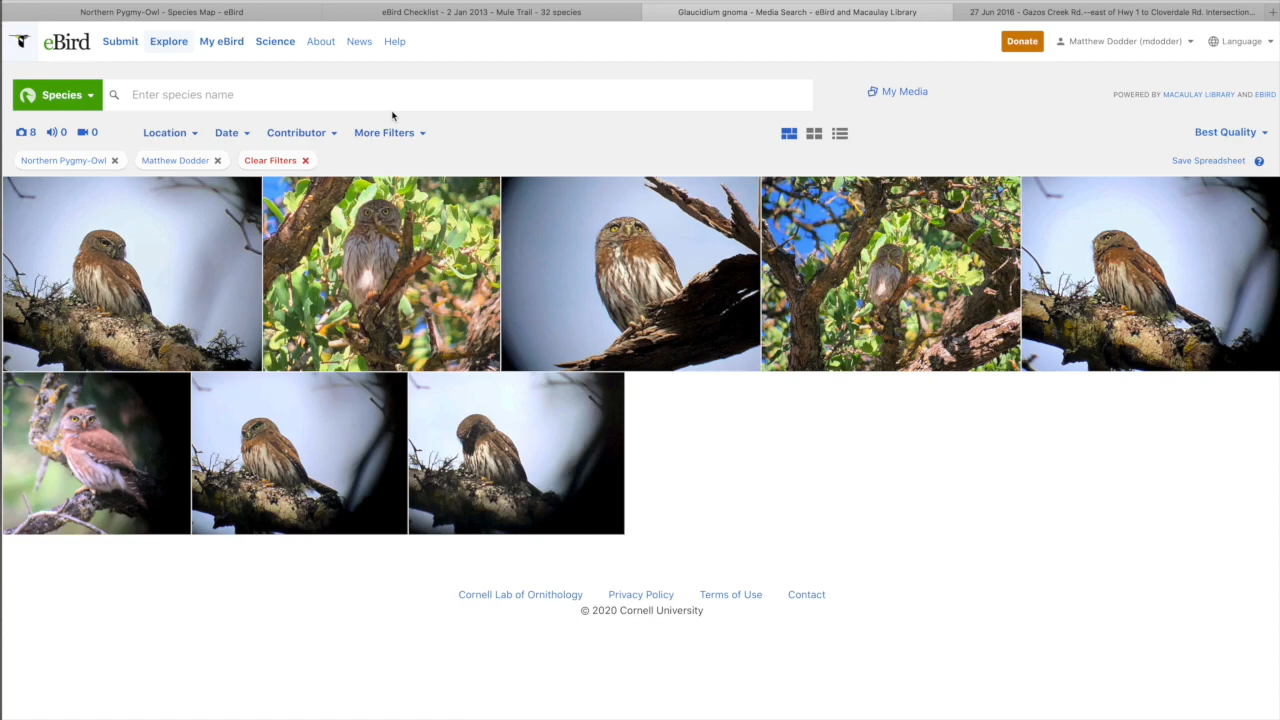 Northern Pygmy-Owl - Species Map - eBird
eBird Checklist - 2 Jan 2013 - Mule Trail - 32 species
Glaucidium gnoma - Media Search - eBird and Macaulay Library
27 Jun 2016 - Gazos Creek Rd.--east of Hwy 1 to Cloverdale Rd. Intersection...
eBird
Submit
Explore
My eBird
Science
About
News
Help
Donate
Matthew Dodder (mdodder)
Language
Species
Enter species name
My Media
POWERED BY MACAULAY LIBRARY AND EBIRD
8
0
0
Location
Date
Contributor
More Filters
Best Quality
Northern Pygmy-Owl
Matthew Dodder
Clear Filters
Save Spreadsheet
?
Cornell Lab of Ornithology
Privacy Policy
Terms of Use
Contact
© 2020 Cornell University